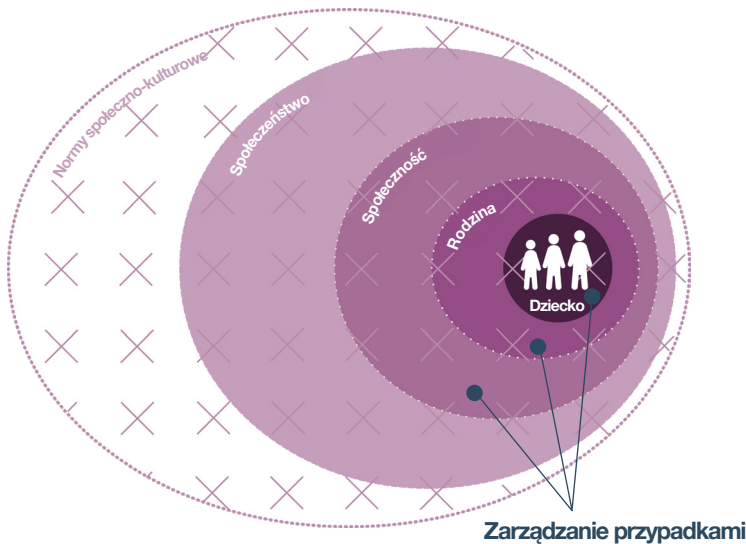 Normy społeczno-kulturowe
Społeczeństwo
Społeczność
Rodzina
Dziecko
Zarządzanie przypadkami